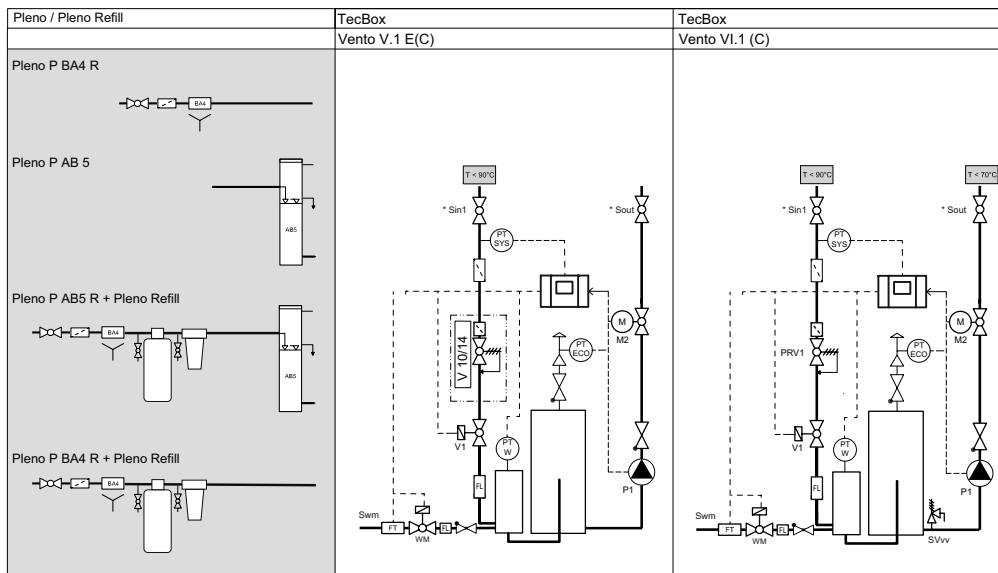 Pleno / Pleno Refill
TecBox
TecBox
Vento V.1 E(C)
Vento VI.1 (C)
Pleno P BA4 R
BA4
Pleno P AB 5
AB5
Pleno P AB5 R + Pleno Refill
BA4
AB5
Pleno P BA4 R + Pleno Refill
BA4
T < 90°C
* Sin1
* Sout
PT
SYS
M
M2
V 10/14
PT
ECO
V1
PT
W
FL
P1
Swm
FT
WM
FL
T < 90°C
T < 70°C
* Sin1
* Sout
PT
SYS
M
M2
PRV1
PT
ECO
V1
PT
W
FL
P1
Swm
FT
WM
FL
SVvv